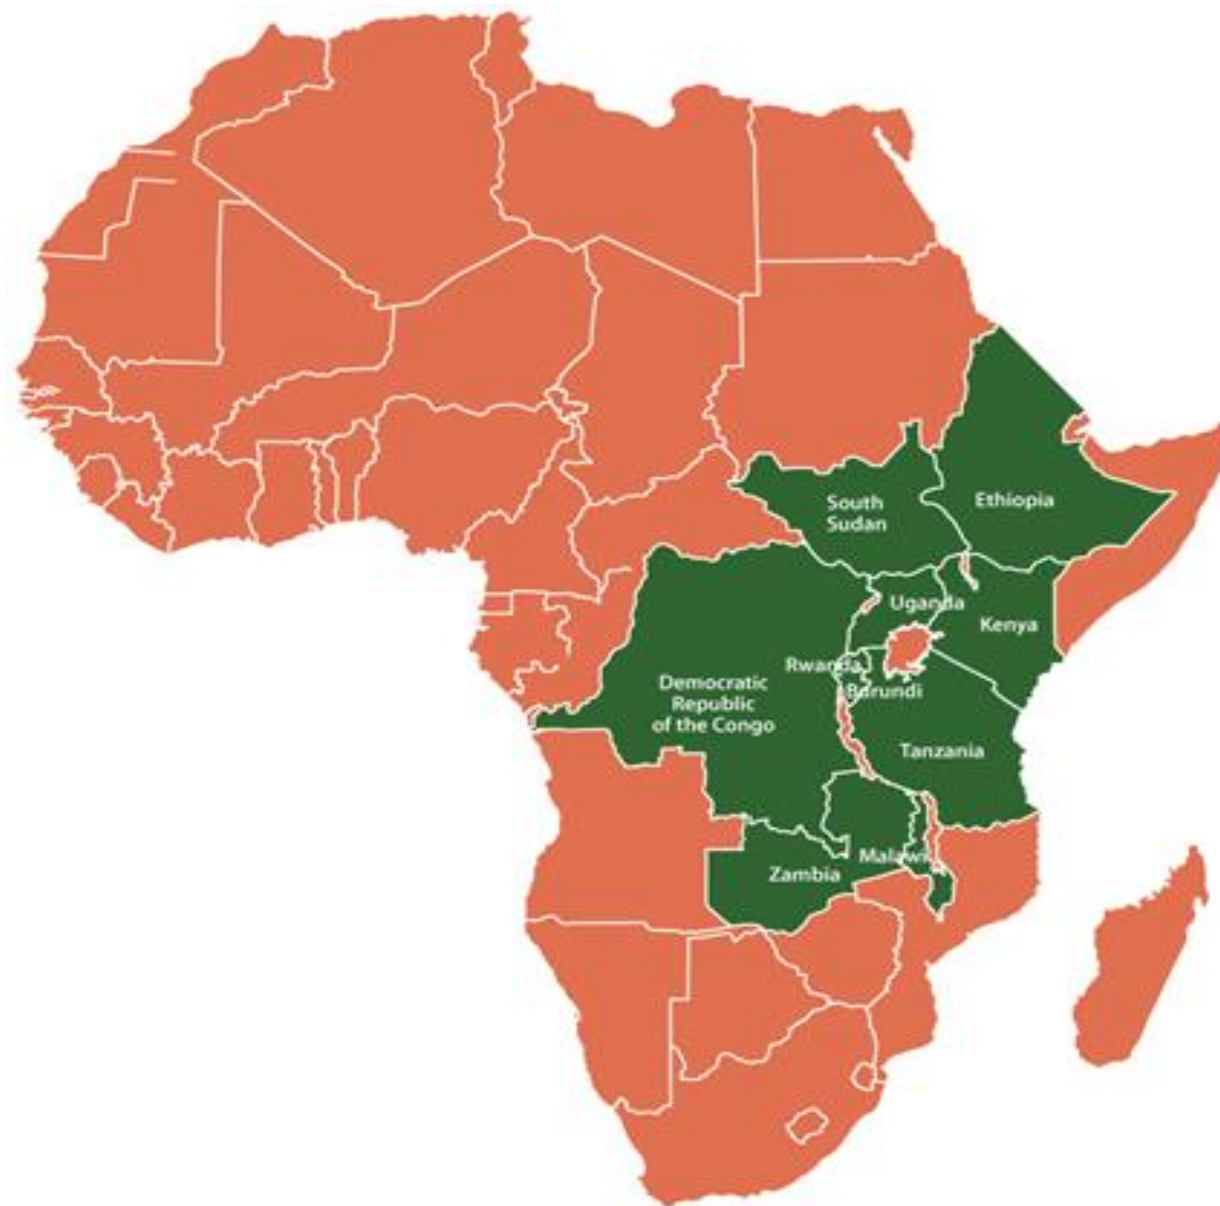 South
Sudan
Ethiopia
Uganda
Kenya
Rwanda
Burundi
Democratic
Republic
of the Congo
Tanzania
Malawi
Zambia